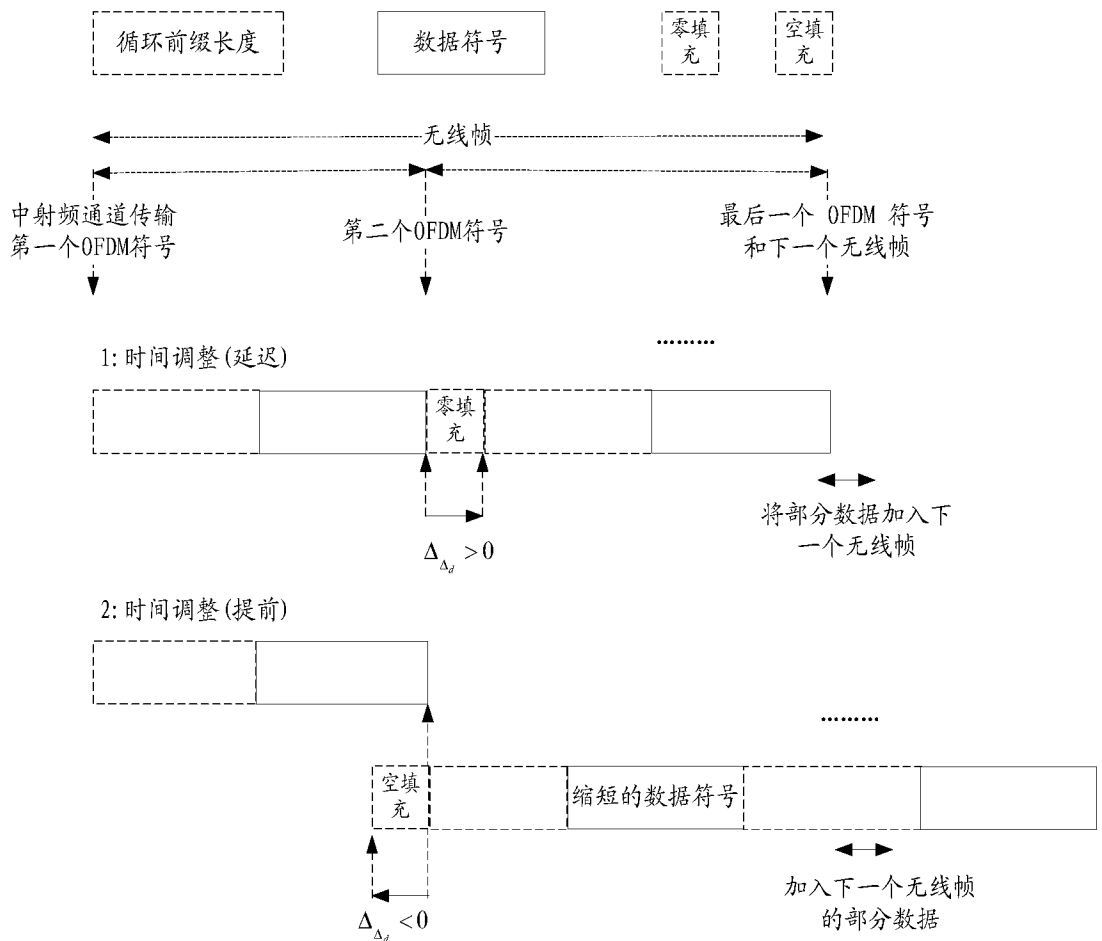 循环前缀长度
数据符号
零填
充
空填
充
无线帧
中射频通道传输
第一个OFDM符号
第二个OFDM符号
最后一个 OFDM 符号
和下一个无线帧
1:时间调整(延迟)
………
零填
充
将部分数据加入下
一个无线帧
Δ_{Δ_d} >0
2:时间调整(提前)
………
空填
充
缩短的数据符号
加入下一个无线帧
的部分数据
Δ_{Δ_d} <0